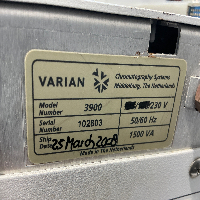 VARIAN
Chromatography Systems
Middelburg, The Netherlands
Model Number 3900 230 V
Serial Number 102803 50/60 Hz
Ship Date 25 March 2008 1500 VA
(Made in The Netherlands)